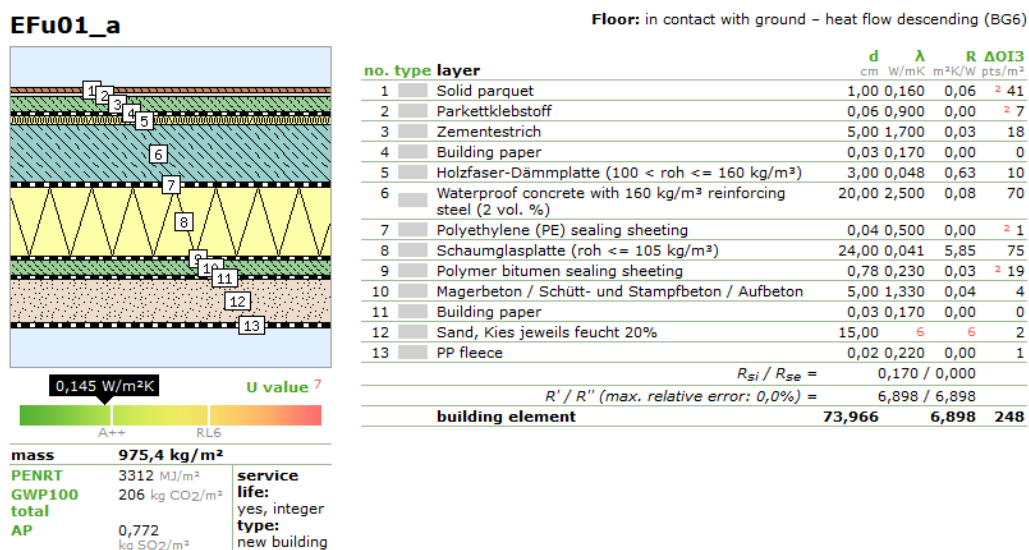 EFu01_a
Floor: in contact with ground – heat flow descending (BG6)
1
2
3
4
5
6
7
8
9
10
11
12
13
0,145 W/m²K
U value 7
A++ RL6
mass 975,4 kg/m²
PENRT 3312 MJ/m²
GWP100 206 kg CO2/m²
total
AP 0,772
kg SO2/m²
service
life:
yes, integer
type:
new building
d λ R ΔOI3
no. type layer cm W/mK m²K/W pts/m²
1 Solid parquet 1,00 0,160 0,06 2 41
2 Parkettklebstoff 0,06 0,900 0,00 2 7
3 Zementestrich 5,00 1,700 0,03 18
4 Building paper 0,03 0,170 0,00 0
5 Holzfaser-Dämmplatte (100 < roh <= 160 kg/m³) 3,00 0,048 0,63 10
6 Waterproof concrete with 160 kg/m³ reinforcing 20,00 2,500 0,08 70
steel (2 vol. %)
7 Polyethylene (PE) sealing sheeting 0,04 0,500 0,00 2 1
8 Schaumglasplatte (roh <= 105 kg/m³) 24,00 0,041 5,85 75
9 Polymer bitumen sealing sheeting 0,78 0,230 0,03 2 19
10 Magerbeton / Schütt- und Stampfbeton / Aufbeton 5,00 1,330 0,04 4
11 Building paper 0,03 0,170 0,00 0
12 Sand, Kies jeweils feucht 20% 15,00 6 6 2
13 PP fleece 0,02 0,220 0,00 1
Rsi / Rse = 0,170 / 0,000
R' / R'' (max. relative error: 0,0%) = 6,898 / 6,898
building element 73,966 6,898 248